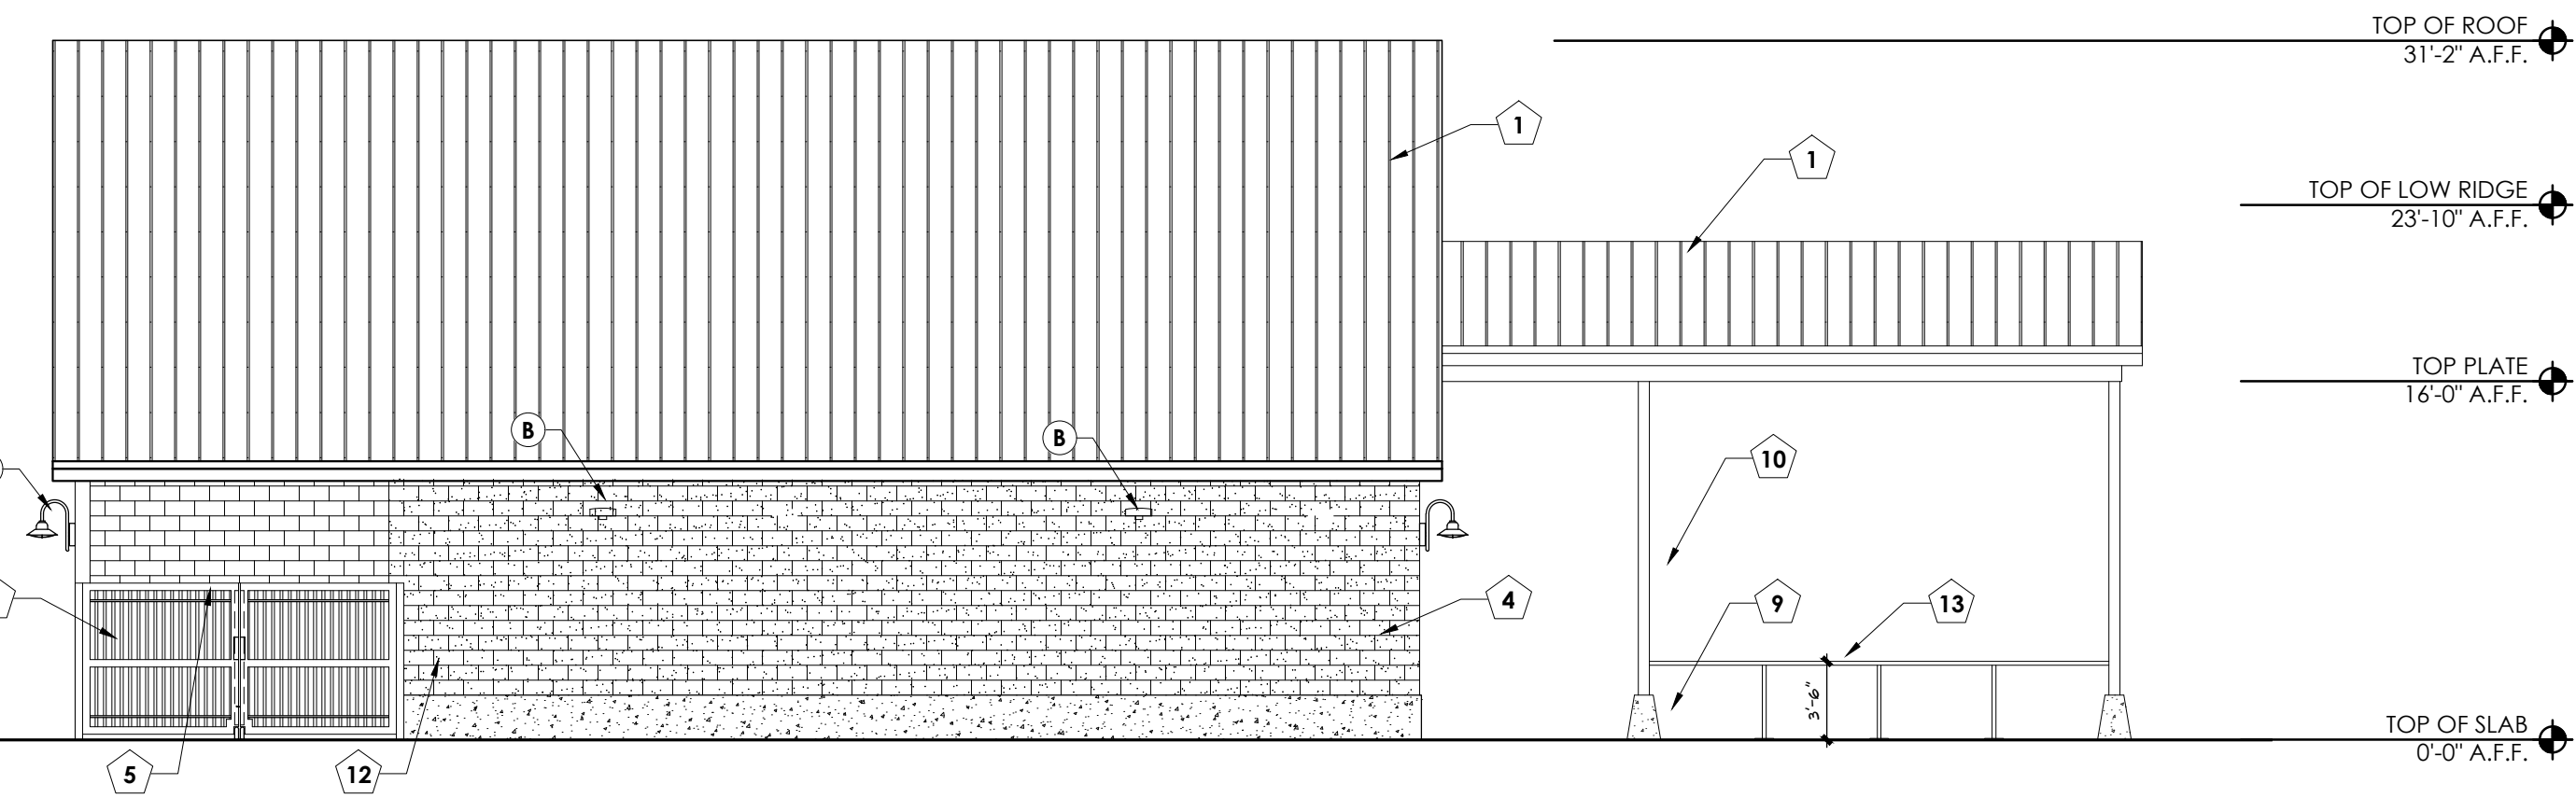 TOP OF ROOF
31'-2" A.F.F.
1
1
TOP OF LOW RIDGE
23'-10" A.F.F.
TOP PLATE
16'-0" A.F.F.
B
B
10
4
9
13
3'-6"
TOP OF SLAB
0'-0" A.F.F.
5
12